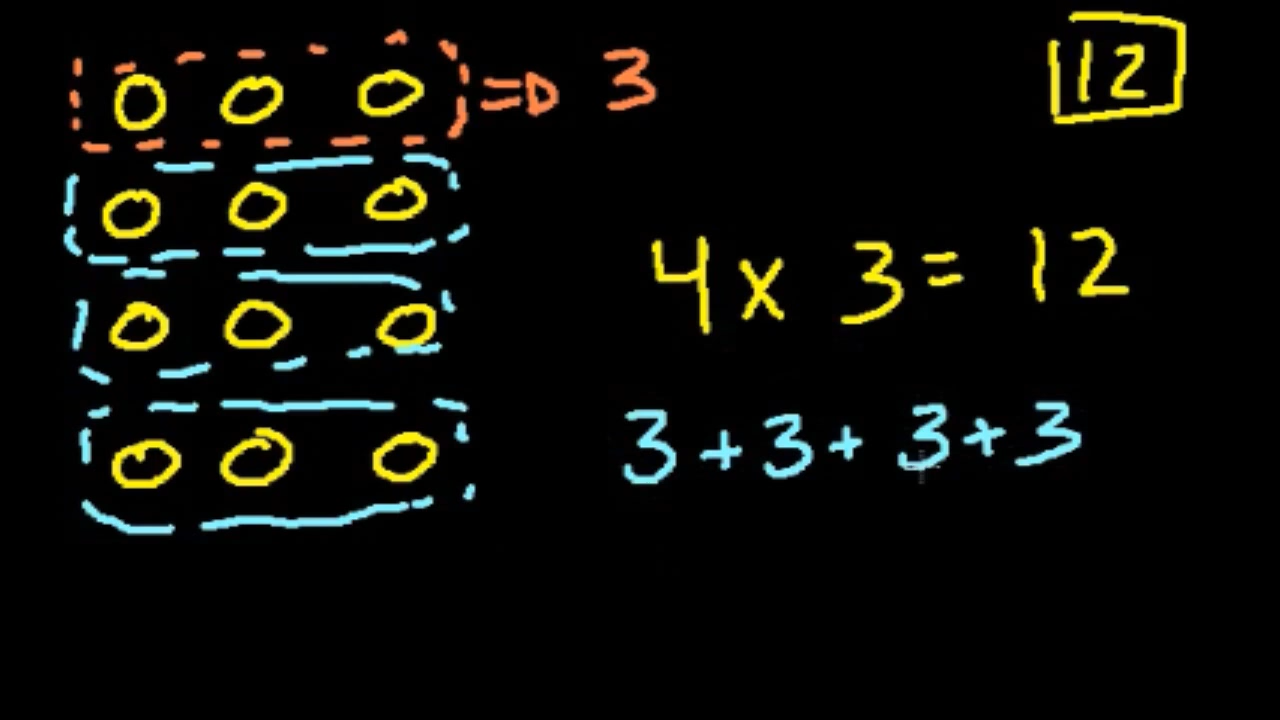 ⇒ 3
12
4 x 3 = 12
3 + 3 + 3 + 3